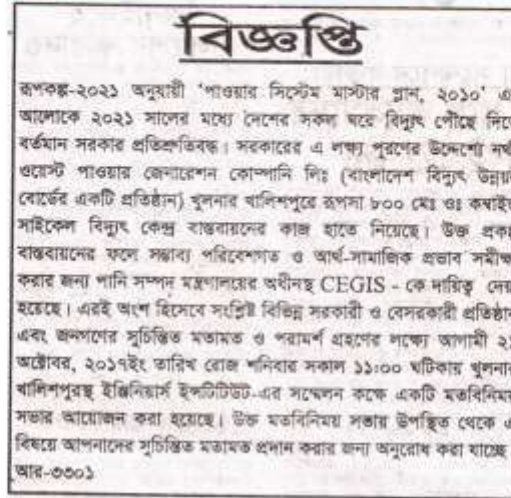 বিজ্ঞপ্তি
রূপকল্প-২০২১ অনুযায়ী ‘পাওয়ার সিস্টেম মাস্টার প্লান, ২০১০’ এ
আলোকে ২০২১ সালের মধ্যে দেশের সকল ঘরে বিদ্যুৎ পৌছে দিতে
বর্তমান সরকার প্রতিশ্রুতিবদ্ধ। সরকারের এ লক্ষ্য পূরণের উদ্দেশ্যে নর্থ
ওয়েস্ট পাওয়ার জেনারেশন কোম্পানি লিঃ (বাংলাদেশ বিদ্যুৎ উন্নয়ন
বোর্ডের একটি প্রতিষ্ঠান) খুলনার খালিশপুরে রূপসা ৮০০ মেঃ ওঃ কম্বাইন্ড
সাইকেল বিদ্যুৎ কেন্দ্র বাস্তবায়নের কাজ হাতে নিয়েছে। উক্ত প্রকল্প
বাস্তবায়নের ফলে সম্ভাব্য পরিবেশগত ও আর্থ-সামাজিক প্রভাব সমীক্ষা
করার জন্য পানি সম্পদ মন্ত্রণালয়ের অধীনস্থ CEGIS - কে দায়িত্ব দেয়
হয়েছে। এরই অংশ হিসেবে সংশ্লিষ্ট বিভিন্ন সরকারী ও বেসরকারী প্রতিষ্ঠান
এবং জনগণের সুচিন্তিত মতামত ও পরামর্শ গ্রহণের লক্ষ্যে আগামী
অক্টোবর, ২০১৭ইং তারিখ রোজ শনিবার সকাল ১১:০০ ঘটিকায় খুলনার
খালিশপুরস্থ ইঞ্জিনিয়ার্স ইন্সটিটিউট-এর সম্মেলন কক্ষে একটি মতবিনিময়
সভার আয়োজন করা হয়েছে। উক্ত মতবিনিময় সভায় উপস্থিত থেকে এ
বিষয়ে আপনাদের সুচিন্তিত মতামত প্রদান করার জন্য অনুরোধ করা যাচ্ছে
আর-৩৩০১